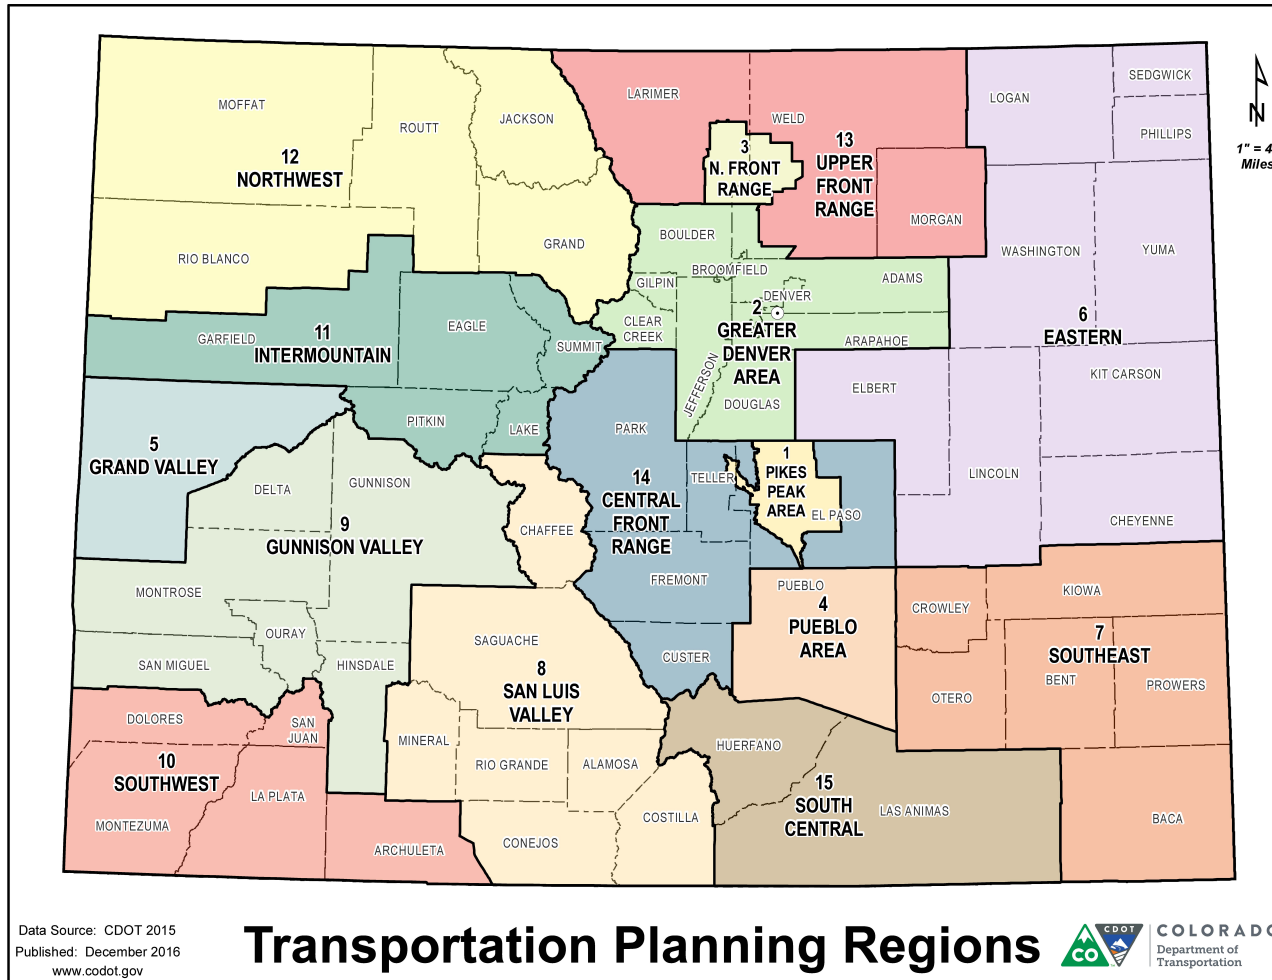 SEDGWICK
LARIMER
LOGAN
MOFFAT
WELD
JACKSON
ROUTT
PHILLIPS
N
1" = 4
Miles
3
N. FRONT
RANGE
13
UPPER
FRONT
RANGE
12
NORTHWEST
MORGAN
BOULDER
GRAND
WASHINGTON
YUMA
RIO BLANCO
BROOMFIELD
GILPIN
ADAMS
DENVER
2
GREATER
DENVER
AREA
CLEAR
CREEK
6
EASTERN
11
INTERMOUNTAIN
GARFIELD
EAGLE
SUMMIT
ARAPAHOE
JEFFERSON
DOUGLAS
ELBERT
KIT CARSON
PITKIN
LAKE
PARK
5
GRAND VALLEY
1
PIKES
PEAK
AREA
TELLER
EL PASO
LINCOLN
14
CENTRAL
FRONT
RANGE
DELTA
GUNNISON
9
GUNNISON VALLEY
CHAFFEE
CHEYENNE
FREMONT
MONTROSE
PUEBLO
4
PUEBLO
AREA
CROWLEY
KIOWA
OURAY
SAGUACHE
7
SOUTHEAST
SAN MIGUEL
HINSDALE
CUSTER
8
SAN LUIS
VALLEY
BENT
PROWERS
OTERO
DOLORES
SAN
JUAN
MINERAL
HUERFANO
10
SOUTHWEST
RIO GRANDE
ALAMOSA
15
SOUTH
CENTRAL
LA PLATA
LAS ANIMAS
MONTEZUMA
COSTILLA
BACA
CONEJOS
ARCHULETA
Data Source: CDOT 2015
Published: December 2016
www.codot.gov
Transportation Planning Regions
CO
CDOT
COLORADO
Department of
Transportation